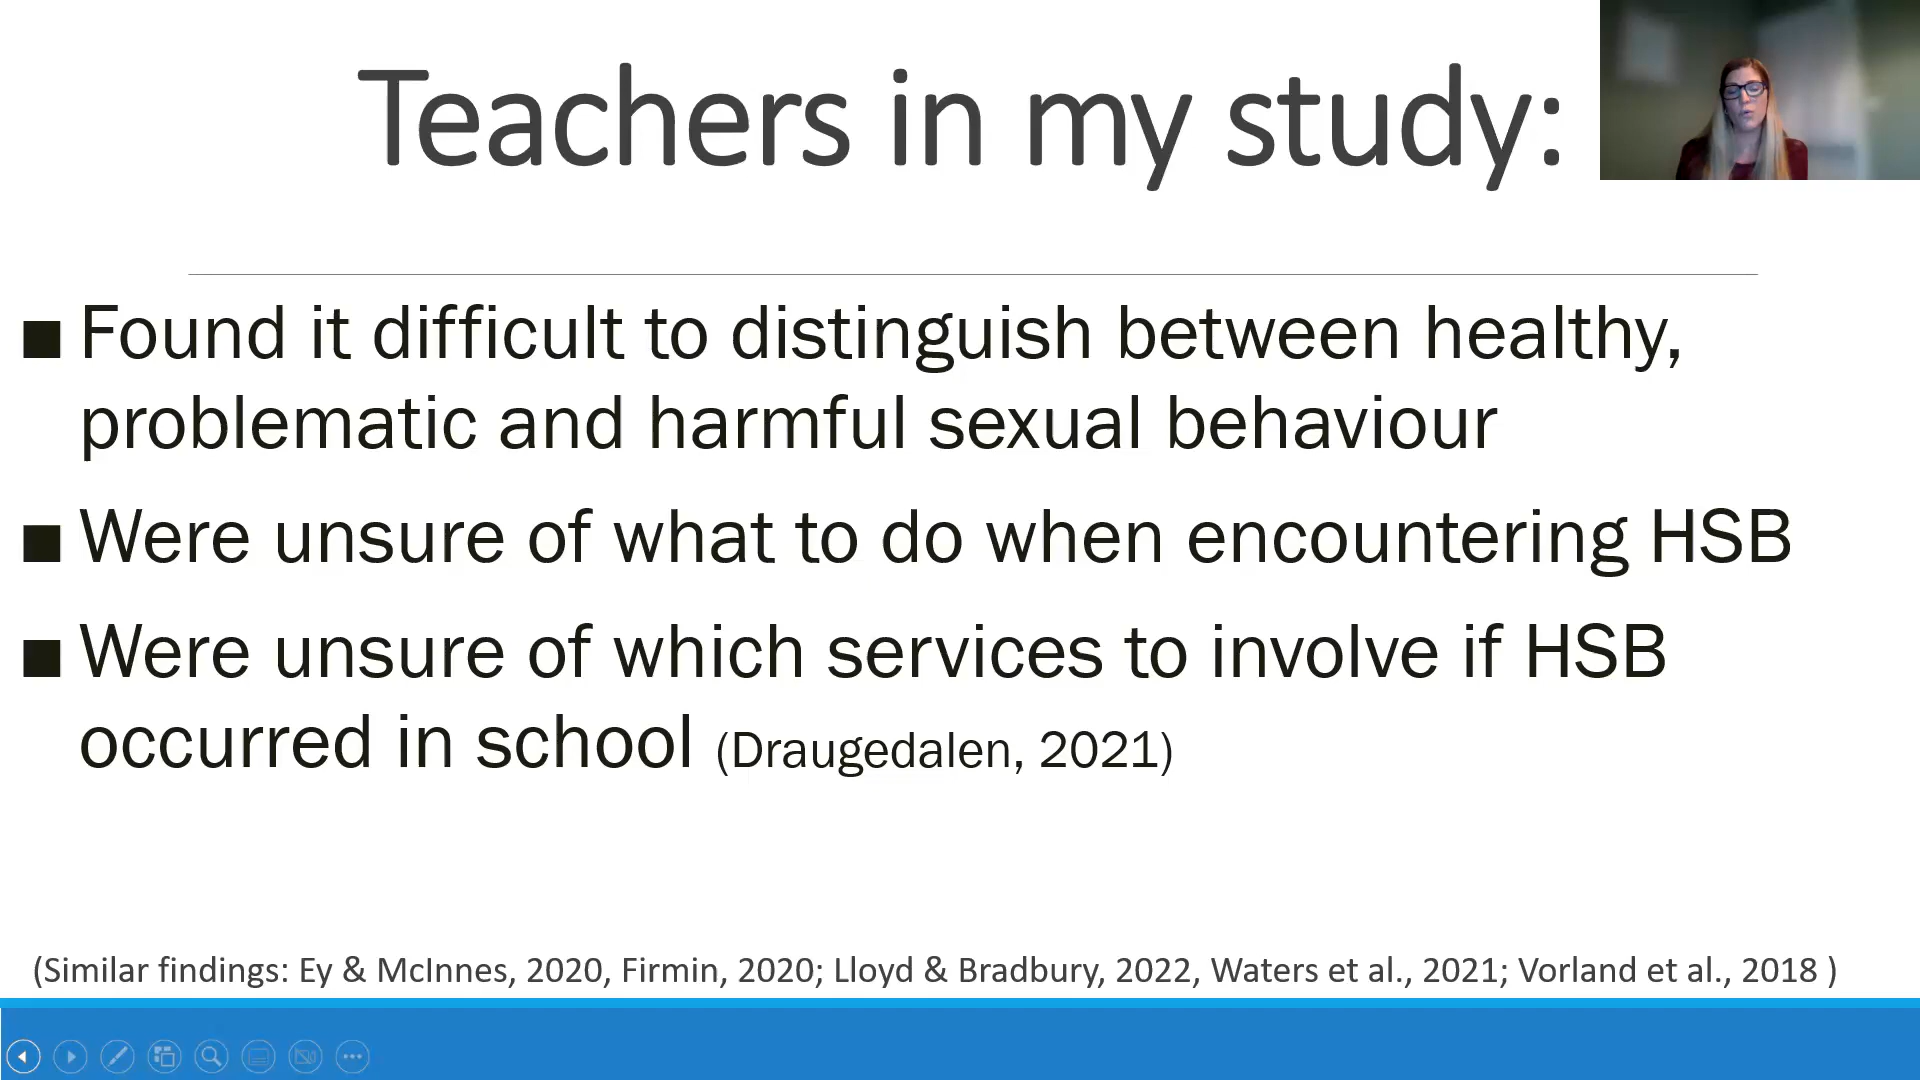 Teachers in my study:
■ Found it difficult to distinguish between healthy,
problematic and harmful sexual behaviour
■ Were unsure of what to do when encountering HSB
■ Were unsure of which services to involve if HSB
occurred in school (Draugedalen, 2021)
(Similar findings: Ey & McInnes, 2020, Firmin, 2020; Lloyd & Bradbury, 2022, Waters et al., 2021; Vorland et al., 2018 )